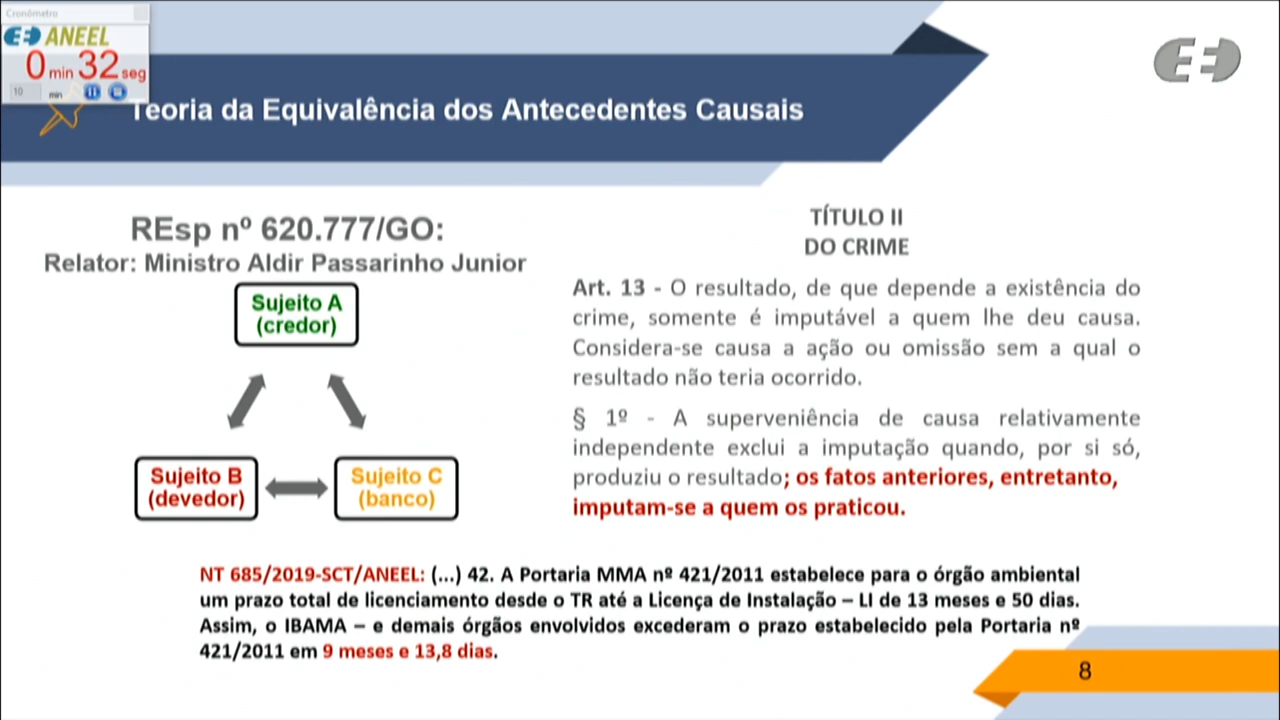 Cronômetro
ANEEL
0 min 32 seg
10 min
Teoria da Equivalência dos Antecedentes Causais
REsp nº 620.777/GO:
Relator: Ministro Aldir Passarinho Junior
Sujeito A
(credor)
Sujeito B
(devedor)
Sujeito C
(banco)
TÍTULO II
DO CRIME
Art. 13 - O resultado, de que depende a existência do
crime, somente é imputável a quem lhe deu causa.
Considera-se causa a ação ou omissão sem a qual o
resultado não teria ocorrido.
§ 1º - A superveniência de causa relativamente
independente exclui a imputação quando, por si só,
produziu o resultado; os fatos anteriores, entretanto,
imputam-se a quem os praticou.
NT 685/2019-SCT/ANEEL: (...) 42. A Portaria MMA nº 421/2011 estabelece para o órgão ambiental
um prazo total de licenciamento desde o TR até a Licença de Instalação – LI de 13 meses e 50 dias.
Assim, o IBAMA – e demais órgãos envolvidos excederam o prazo estabelecido pela Portaria nº
421/2011 em 9 meses e 13,8 dias.
8